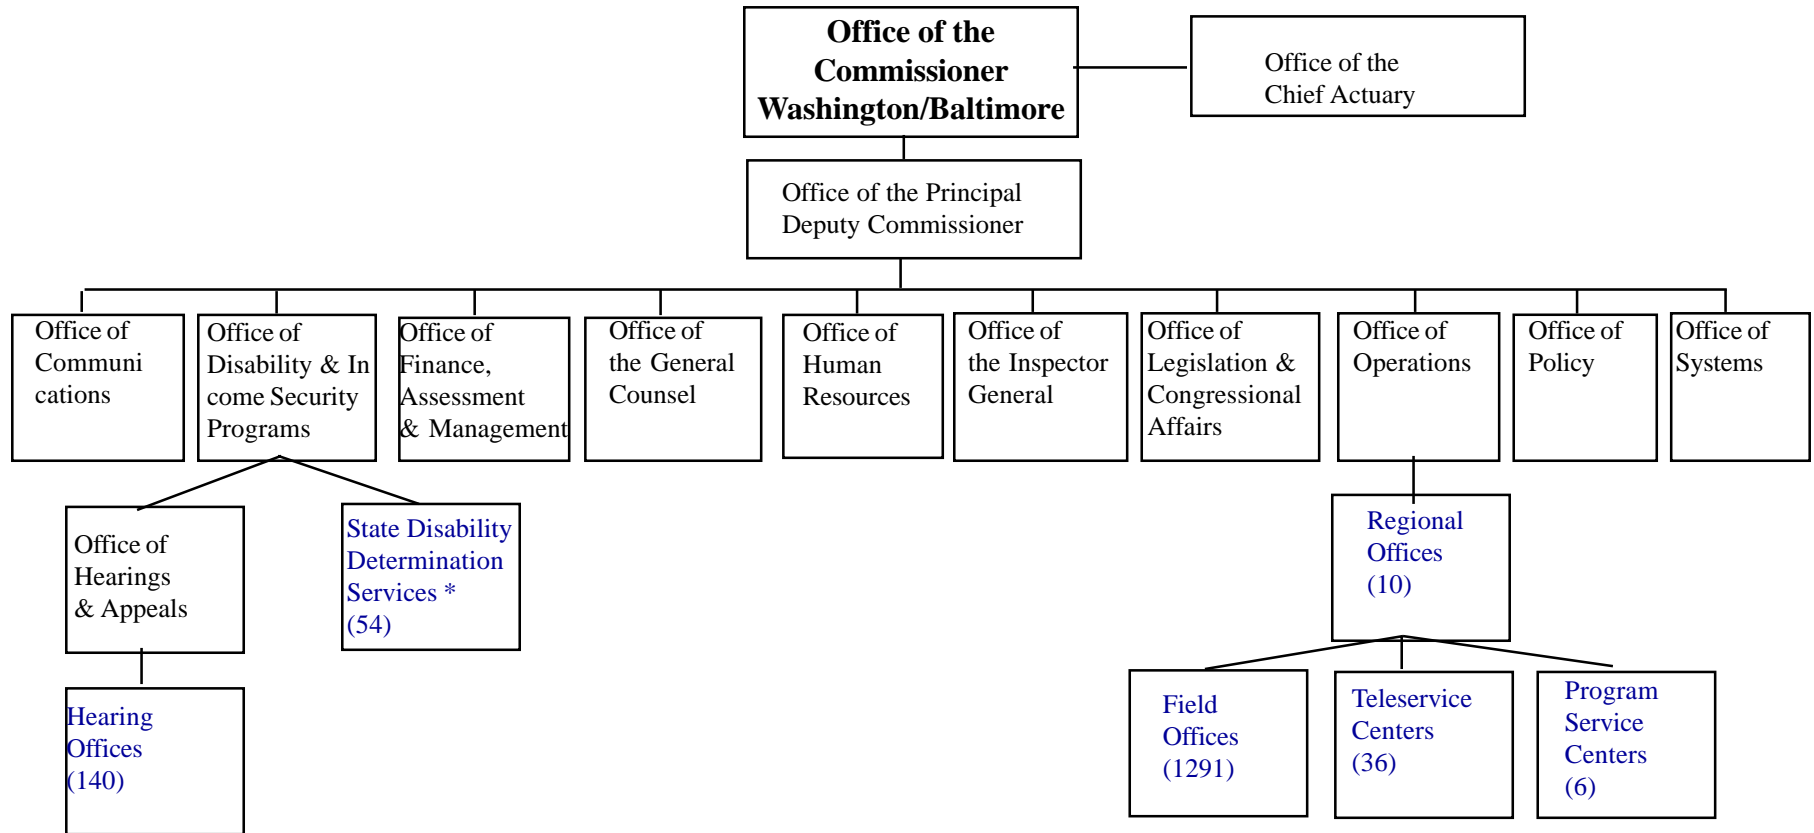 Office of the
Commissioner
Washington/Baltimore
Office of the
Chief Actuary
Office of the Principal
Deputy Commissioner
Office of
Communi
cations
Office of
Disability & In
come Security
Programs
Office of
Finance,
Assessment
& Management
Office of
the General
Counsel
Office of
Human
Resources
Office of
the Inspector
General
Office of
Legislation &
Congressional
Affairs
Office of
Operations
Office of
Policy
Office of
Systems
Office of
Hearings
& Appeals
State Disability
Determination
Services *
(54)
Regional
Offices
(10)
Hearing
Offices
(140)
Field
Offices
(1291)
Teleservice
Centers
(36)
Program
Service
Centers
(6)